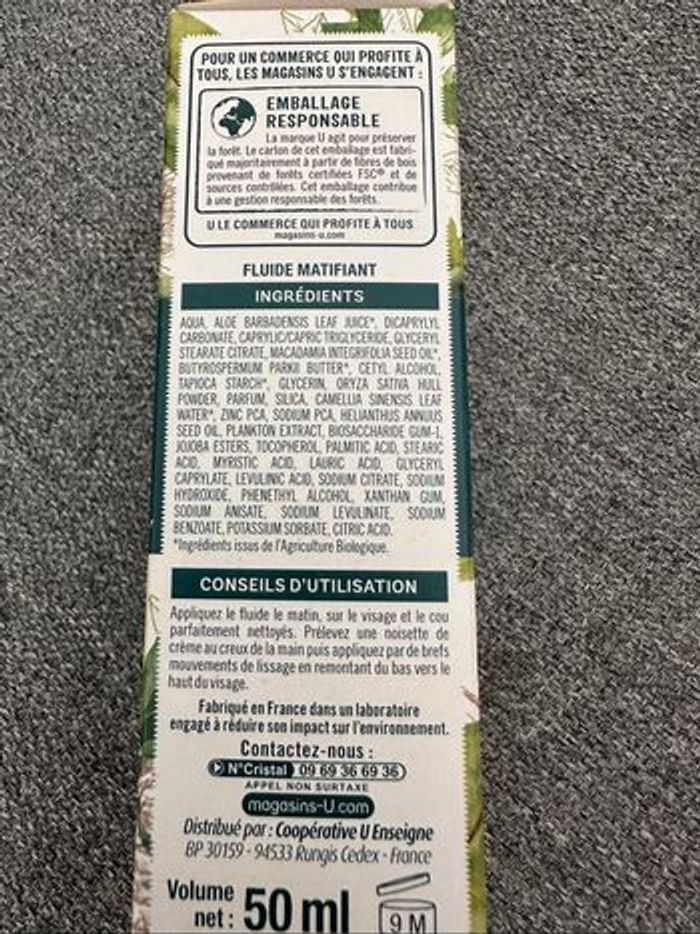 POUR UN COMMERCE QUI PROFITE À
TOUS, LES MAGASINS U S'ENGAGENT :
EMBALLAGE
RESPONSABLE
La marque U agit pour préserver
la forêt. Le carton de cet emballage est fabri-
qué majoritairement à partir de fibres de bois
provenant de forêts certifiées FSC® et de
sources contrôlées. Cet emballage contribue
à une gestion responsable des forêts.
U LE COMMERCE QUI PROFITE À TOUS
magasins-u.com
FLUIDE MATIFIANT
INGRÉDIENTS
AQUA, ALOE BARBADENSIS LEAF JUICE*, DICAPRYLYL
CARBONATE, CAPRYLIC/CAPRIC TRIGLYCERIDE, GLYCERYL
STEARATE CITRATE, MACADAMIA INTEGRIFOLIA SEED OIL*,
BUTYROSPERMUM PARKII BUTTER*, CETYL ALCOHOL,
TAPIOCA STARCH*, GLYCERIN, ORYZA SATIVA HULL
POWDER, PARFUM, SILICA, CAMELLIA SINENSIS LEAF
WATER*, ZINC PCA, SODIUM PCA, HELIANTHUS ANNUUS
SEED OIL, PLANKTON EXTRACT, BIOSACCHARIDE GUM-1,
JOJOBA ESTERS, TOCOPHEROL, PALMITIC ACID, STEARIC
ACID, MYRISTIC ACID, LAURIC ACID, GLYCERYL
CAPRYLATE, LEVULINIC ACID, SODIUM CITRATE, SODIUM
HYDROXIDE, PHENETHYL ALCOHOL, XANTHAN GUM,
SODIUM ANISATE, SODIUM LEVULINATE, SODIUM
BENZOATE, POTASSIUM SORBATE, CITRIC ACID.
*Ingrédients issus de l'Agriculture Biologique.
CONSEILS D'UTILISATION
Appliquez le fluide le matin, sur le visage et le cou
parfaitement nettoyés. Prélevez une noisette de
crème au creux de la main puis appliquez par de brefs
mouvements de lissage en remontant du bas vers le
haut du visage.
Fabriqué en France dans un laboratoire
engagé à réduire son impact sur l'environnement.
Contactez-nous :
N°Cristal 09 69 36 69 36
APPEL NON SURTAXE
magasins-U.com
Distribué par : Coopérative U Enseigne
BP 30159 - 94533 Rungis Cedex - France
Volume
net : 50 ml
9 M